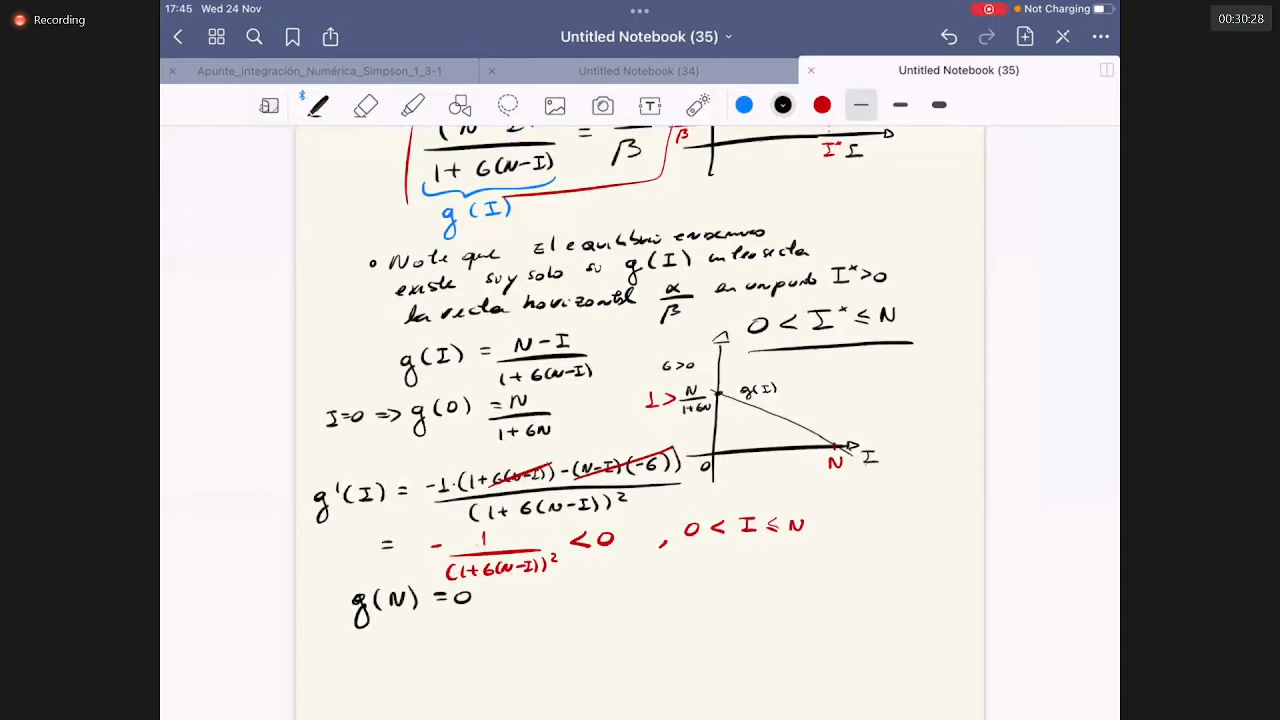 Recording
17:45 Wed 24 Nov
Not Charging
00:30:28
Untitled Notebook (35)
Apunte_integración_Numérica_Simpson_1_3-1
Untitled Notebook (34)
Untitled Notebook (35)
1 + 6(N-I)
=
β
β
I* I
g(I)
• Note que El equilibrio endemico
existe si y solo si g(I) intersecta
la recta horizontal α/β en un punto I*>0
0 < I* ≤ N
g(I) = N-I / 1+6(N-I)
6>0
1 > N / 1+6N
g(I)
I=0 => g(0) = N / 1+6N
0
N
I
g'(I) = -1·(1+6(N-I)) -(N-I)(-6)) / (1+6(N-I))²
= - 1 / (1+6(N-I))² <0 , 0 < I ≤ N
g(N) = 0